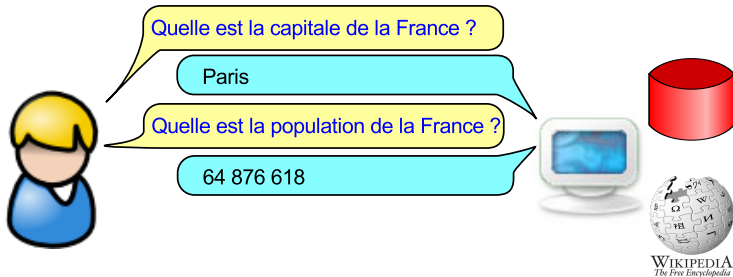 Quelle est la capitale de la France ?
Paris
Quelle est la population de la France ?
64 876 618
WIKIPEDIA
The Free Encyclopedia